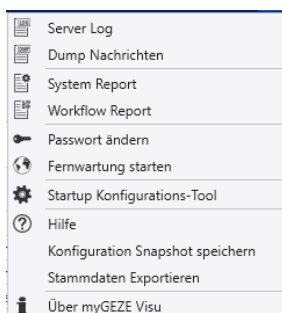 Server Log
Dump Nachrichten
System Report
Workflow Report
Passwort ändern
Fernwartung starten
Startup Konfigurations-Tool
Hilfe
Konfiguration Snapshot speichern
Stammdaten Exportieren
Über myGEZE Visu